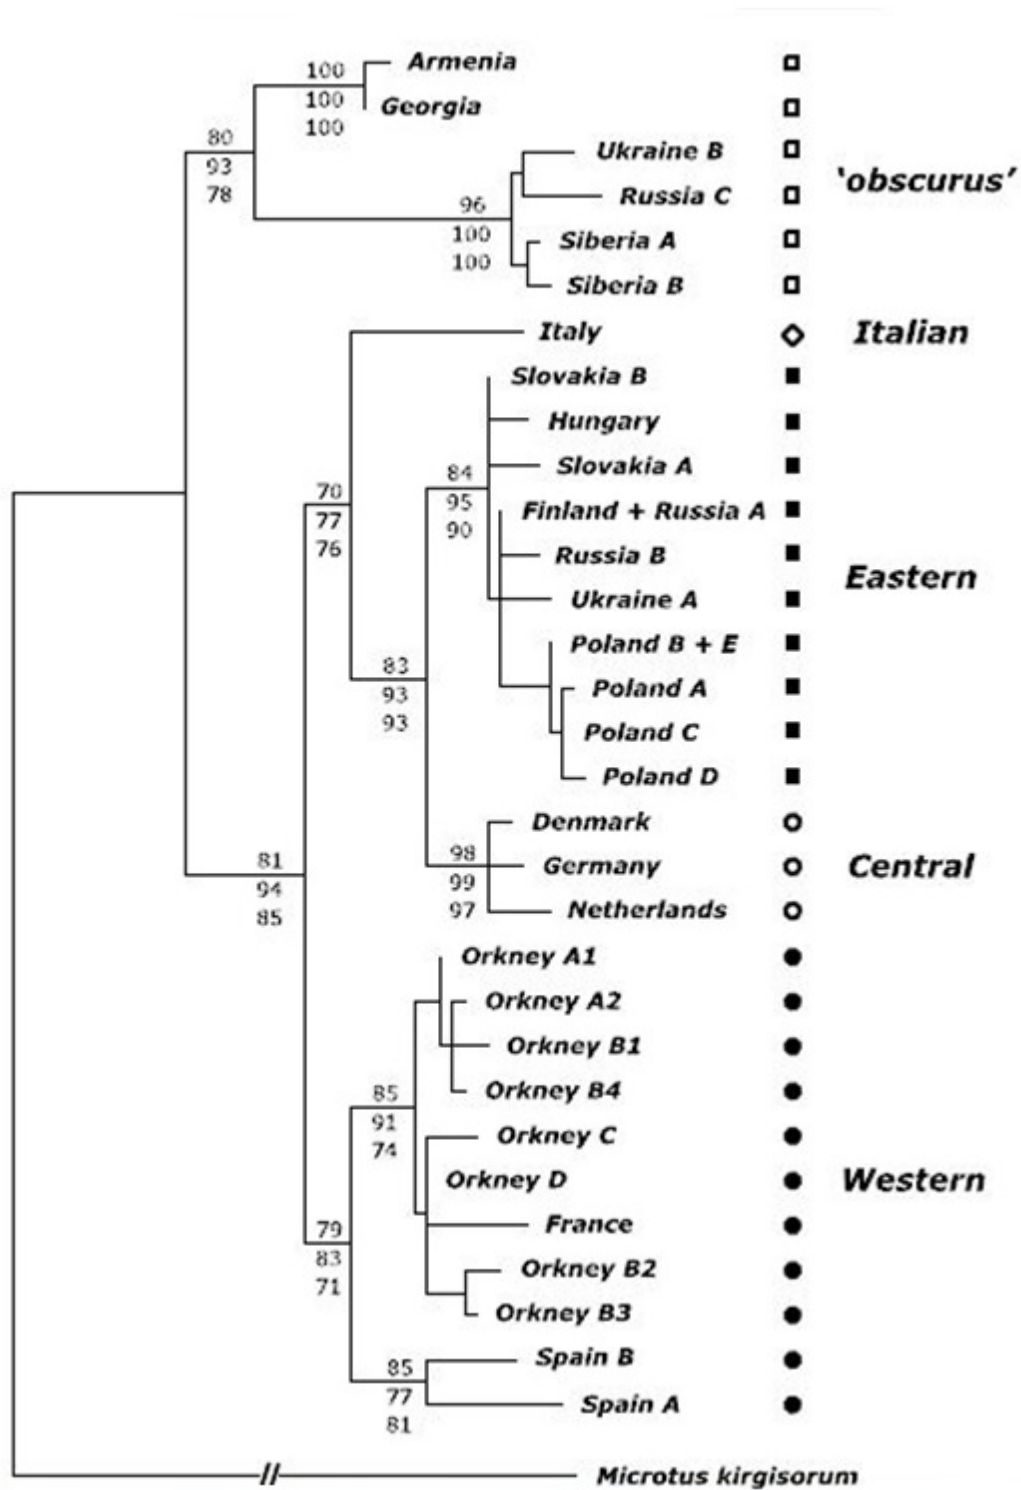 Armenia
100
100
Georgia
100
80
Ukraine B
93
'obscurus'
78
Russia C
96
100
Siberia A
100
Siberia B
Italy
Italian
Slovakia B
Hungary
Slovakia A
84
70
95
Finland + Russia A
77
90
76
Russia B
Eastern
Ukraine A
Poland B + E
83
93
Poland A
93
Poland C
Poland D
Denmark
98
81
Germany
Central
99
94
97
Netherlands
85
Orkney A1
Orkney A2
Orkney B1
Orkney B4
85
91
Orkney C
74
Orkney D
Western
France
79
83
Orkney B2
71
Orkney B3
Spain B
85
77
Spain A
81
Microtus kirgisorum